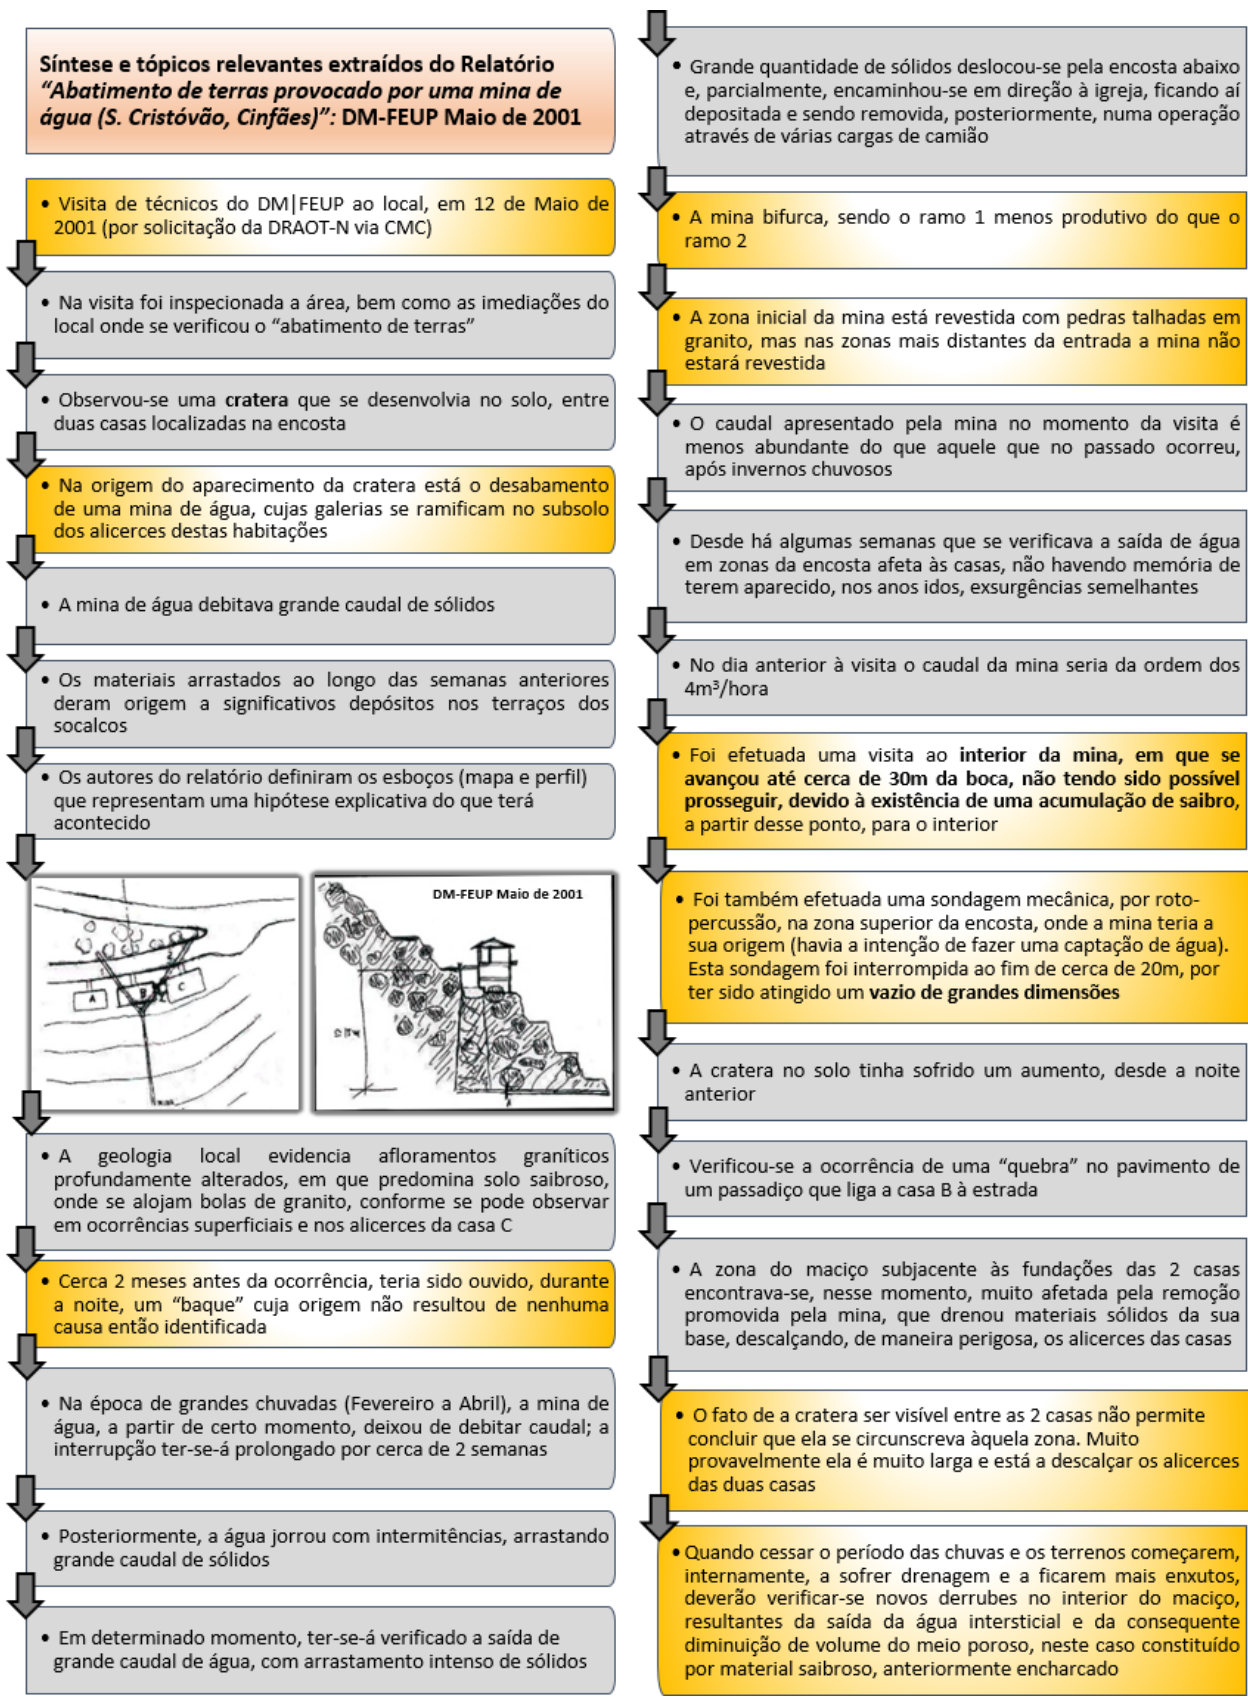 Síntese e tópicos relevantes extraídos do Relatório
“Abatimento de terras provocado por uma mina de
água (S. Cristóvão, Cinfães)”: DM-FEUP Maio de 2001
• Visita de técnicos do DM|FEUP ao local, em 12 de Maio de
2001 (por solicitação da DRAOT-N via CMC)
• Na visita foi inspecionada a área, bem como as imediações do
local onde se verificou o “abatimento de terras”
• Observou-se uma cratera que se desenvolvia no solo, entre
duas casas localizadas na encosta
• Na origem do aparecimento da cratera está o desabamento
de uma mina de água, cujas galerias se ramificam no subsolo
dos alicerces destas habitações
• A mina de água debitava grande caudal de sólidos
• Os materiais arrastados ao longo das semanas anteriores
deram origem a significativos depósitos nos terraços dos
socalcos
• Os autores do relatório definiram os esboços (mapa e perfil)
que representam uma hipótese explicativa do que terá
acontecido
1
2
A
B
C
DM-FEUP Maio de 2001
• A geologia local evidencia afloramentos graníticos
profundamente alterados, em que predomina solo saibroso,
onde se alojam bolas de granito, conforme se pode observar
em ocorrências superficiais e nos alicerces da casa C
• Cerca 2 meses antes da ocorrência, teria sido ouvido, durante
a noite, um “baque” cuja origem não resultou de nenhuma
causa então identificada
• Na época de grandes chuvadas (Fevereiro a Abril), a mina de
água, a partir de certo momento, deixou de debitar caudal; a
interrupção ter-se-á prolongado por cerca de 2 semanas
• Posteriormente, a água jorrou com intermitências, arrastando
grande caudal de sólidos
• Em determinado momento, ter-se-á verificado a saída de
grande caudal de água, com arrastamento intenso de sólidos
• Grande quantidade de sólidos deslocou-se pela encosta abaixo
e, parcialmente, encaminhou-se em direção à igreja, ficando aí
depositada e sendo removida, posteriormente, numa operação
através de várias cargas de camião
• A mina bifurca, sendo o ramo 1 menos produtivo do que o
ramo 2
• A zona inicial da mina está revestida com pedras talhadas em
granito, mas nas zonas mais distantes da entrada a mina não
estará revestida
• O caudal apresentado pela mina no momento da visita é
menos abundante do que aquele que no passado ocorreu,
após invernos chuvosos
• Desde há algumas semanas que se verificava a saída de água
em zonas da encosta afeta às casas, não havendo memória de
terem aparecido, nos anos idos, exsurgências semelhantes
• No dia anterior à visita o caudal da mina seria da ordem dos
4m³/hora
• Foi efetuada uma visita ao interior da mina, em que se
avançou até cerca de 30m da boca, não tendo sido possível
prosseguir, devido à existência de uma acumulação de saibro,
a partir desse ponto, para o interior
• Foi também efetuada uma sondagem mecânica, por roto-
percussão, na zona superior da encosta, onde a mina teria a
sua origem (havia a intenção de fazer uma captação de água).
Esta sondagem foi interrompida ao fim de cerca de 20m, por
ter sido atingido um vazio de grandes dimensões
• A cratera no solo tinha sofrido um aumento, desde a noite
anterior
• Verificou-se a ocorrência de uma “quebra” no pavimento de
um passadiço que liga a casa B à estrada
• A zona do maciço subjacente às fundações das 2 casas
encontrava-se, nesse momento, muito afetada pela remoção
promovida pela mina, que drenou materiais sólidos da sua
base, descalçando, de maneira perigosa, os alicerces das casas
• O fato de a cratera ser visível entre as 2 casas não permite
concluir que ela se circunscreva àquela zona. Muito
provavelmente ela é muito larga e está a descalçar os alicerces
das duas casas
• Quando cessar o período das chuvas e os terrenos começarem,
internamente, a sofrer drenagem e a ficarem mais enxutos,
deverão verificar-se novos derrubes no interior do maciço,
resultantes da saída da água intersticial e da consequente
diminuição de volume do meio poroso, neste caso constituído
por material saibroso, anteriormente encharcado